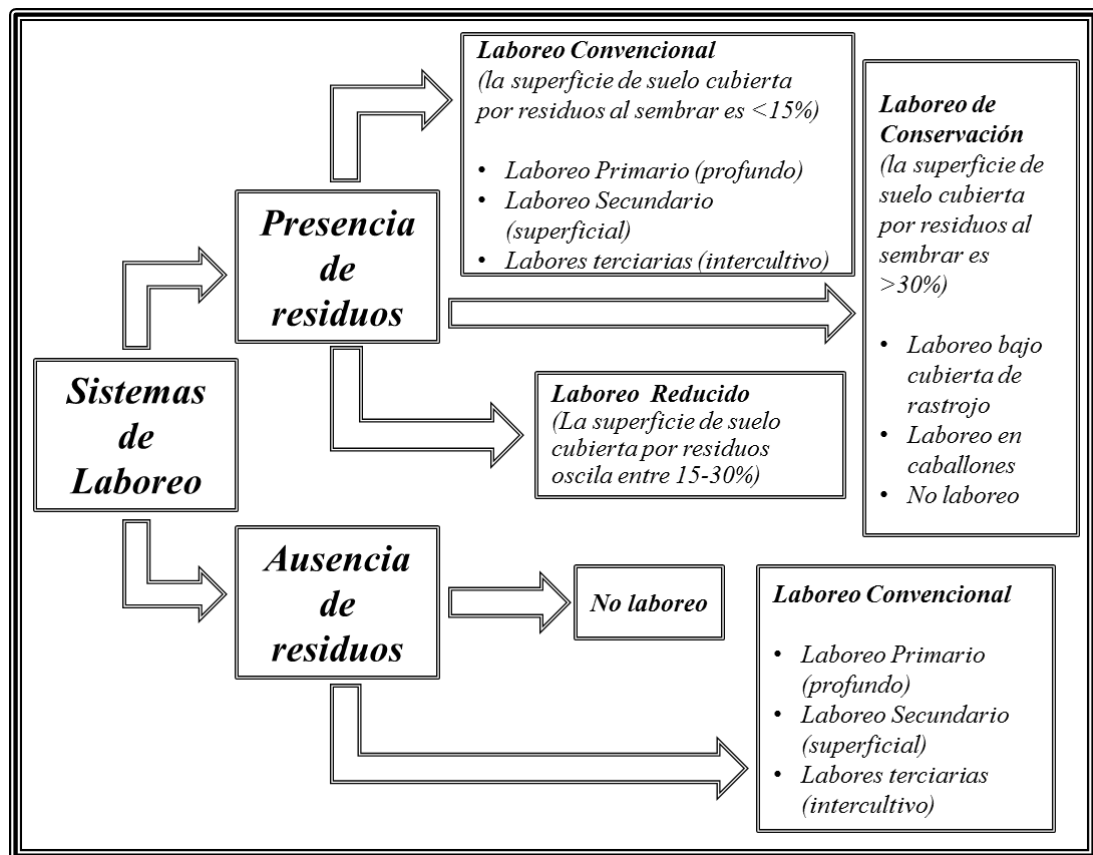 Laboreo Convencional
(la superficie de suelo cubierta
por residuos al sembrar es <15%)
• Laboreo Primario (profundo)
• Laboreo Secundario
(superficial)
• Labores terciarias (intercultivo)
Laboreo de
Conservación
(la superficie de
suelo cubierta
por residuos al
sembrar es
>30%)
• Laboreo bajo
cubierta de
rastrojo
• Laboreo en
caballones
• No laboreo
Presencia
de
residuos
Laboreo Reducido
(La superficie de suelo
cubierta por residuos
oscila entre 15-30%)
Sistemas
de
Laboreo
Ausencia
de
residuos
No laboreo
Laboreo Convencional
• Laboreo Primario
(profundo)
• Laboreo Secundario
(superficial)
• Labores terciarias
(intercultivo)